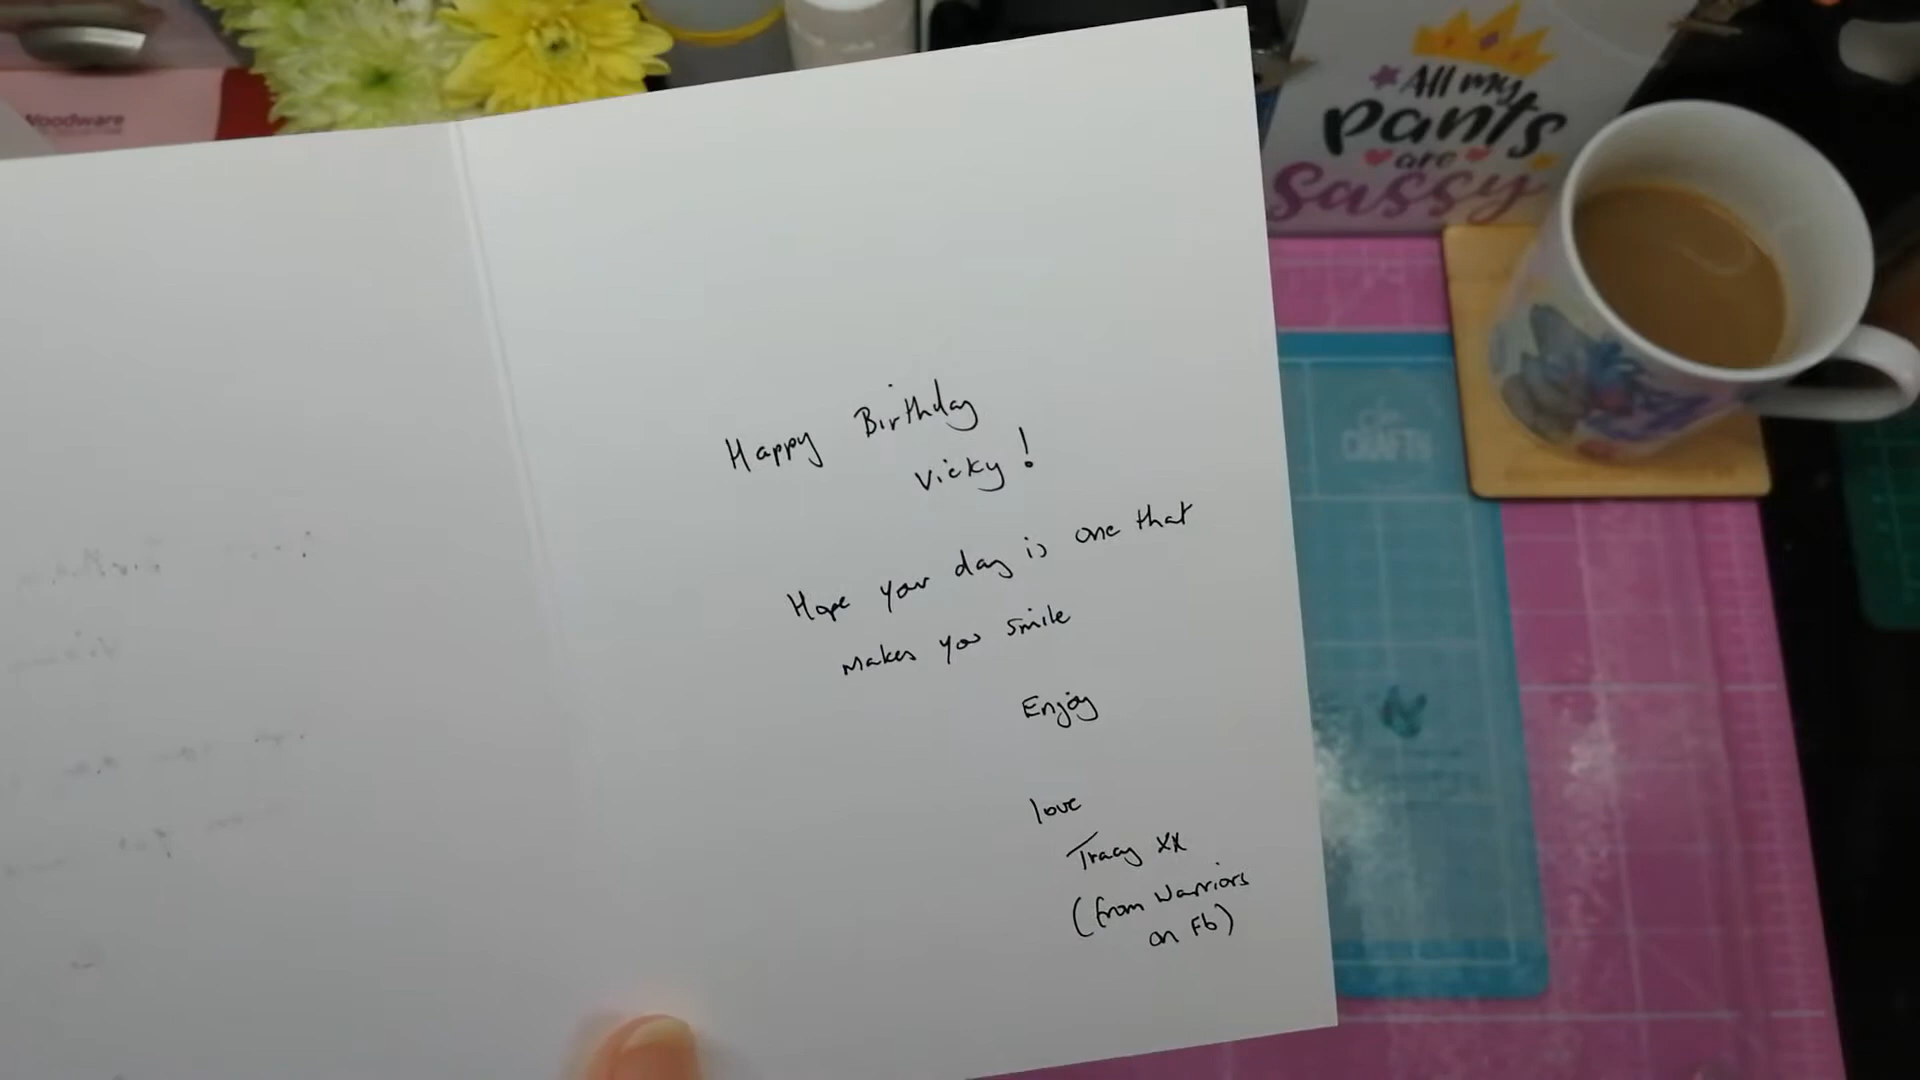 Woodware
All my
pants
are
sassy
CRAFTY
Happy Birthday
Vicky!
Hope your day is one that
makes you smile
Enjoy
love
Tracy xx
(from Warriors
on Fb)